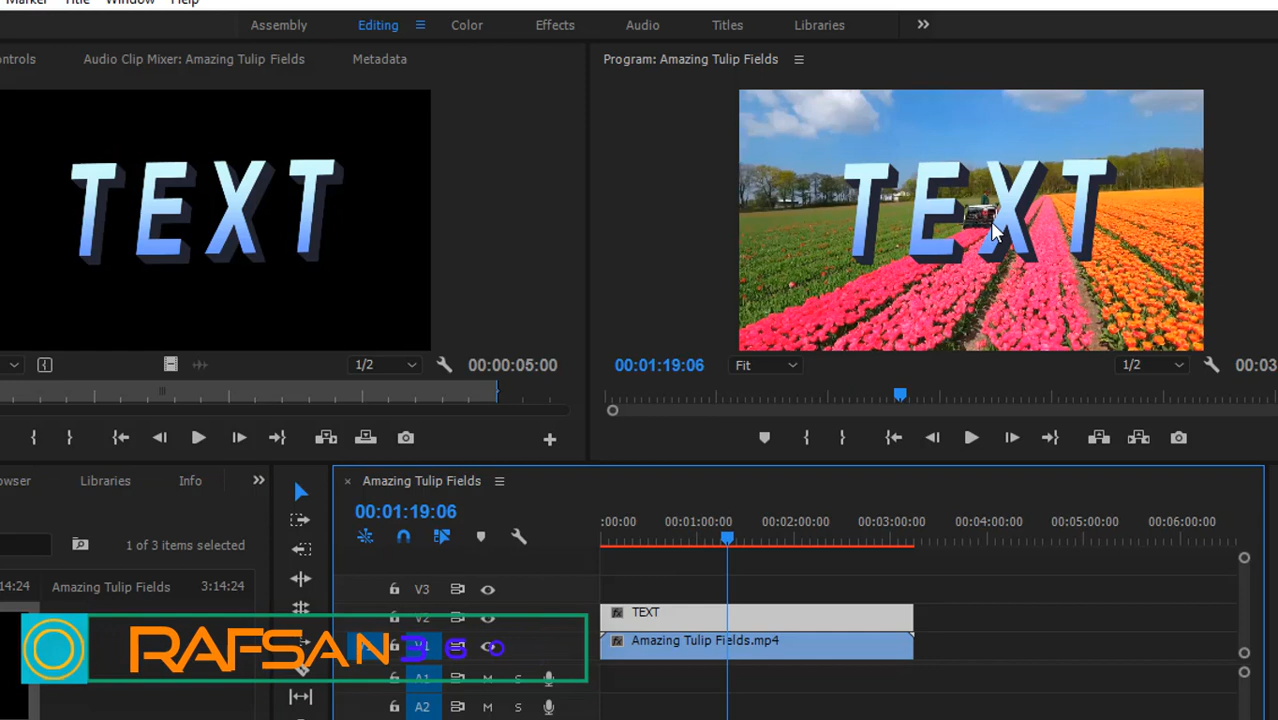 Marker Title Window Help
Assembly Editing Color Effects Audio Titles Libraries
ontrols Audio Clip Mixer: Amazing Tulip Fields Metadata
Program: Amazing Tulip Fields
TEXT
TEXT
1/2 00:00:05:00
00:01:19:06 Fit 1/2 00:03
owser Libraries Info
Amazing Tulip Fields
00:01:19:06
:00:00 00:01:00:00 00:02:00:00 00:03:00:00 00:04:00:00 00:05:00:00 00:06:00:00
1 of 3 items selected
14:24 Amazing Tulip Fields 3:14:24
V3
V2 fx TEXT
V1 fx Amazing Tulip Fields.mp4
RAFSAN360
A1 M S
A2 M S